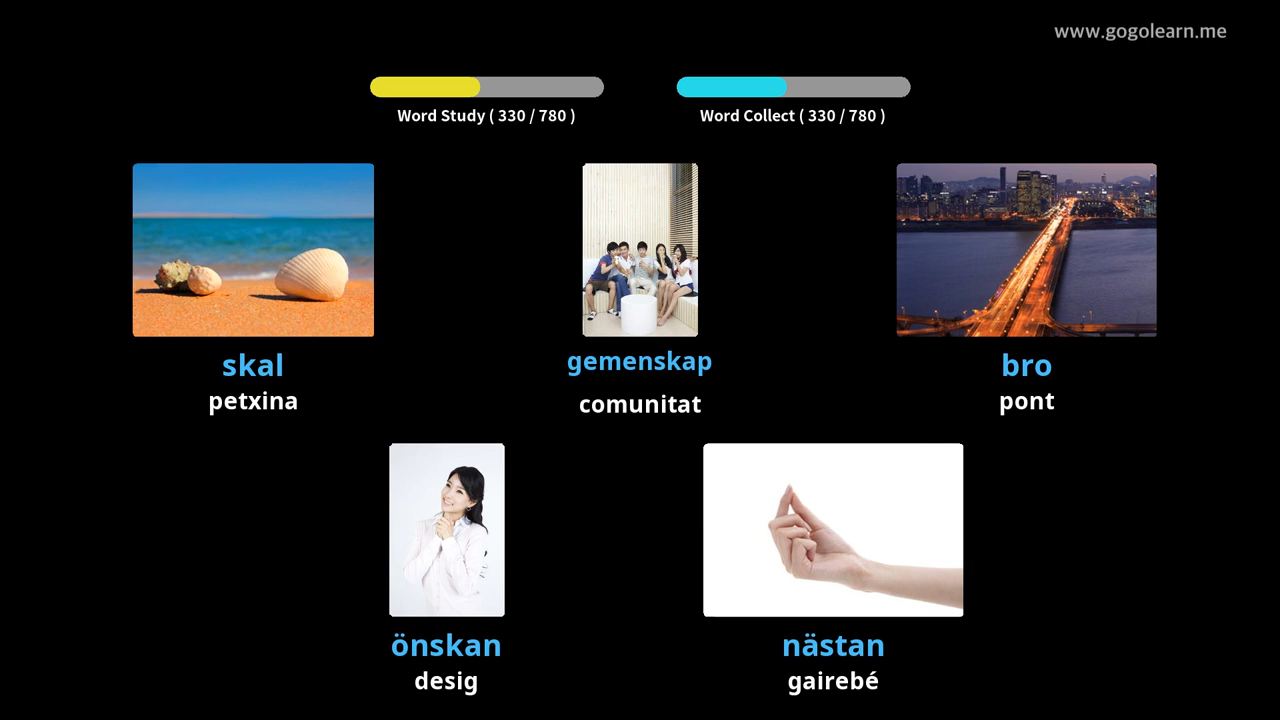 www.gogolearn.me
Word Study ( 330 / 780 )
Word Collect ( 330 / 780 )
skal
petxina
gemenskap
comunitat
bro
pont
önskan
desig
nästan
gairebé